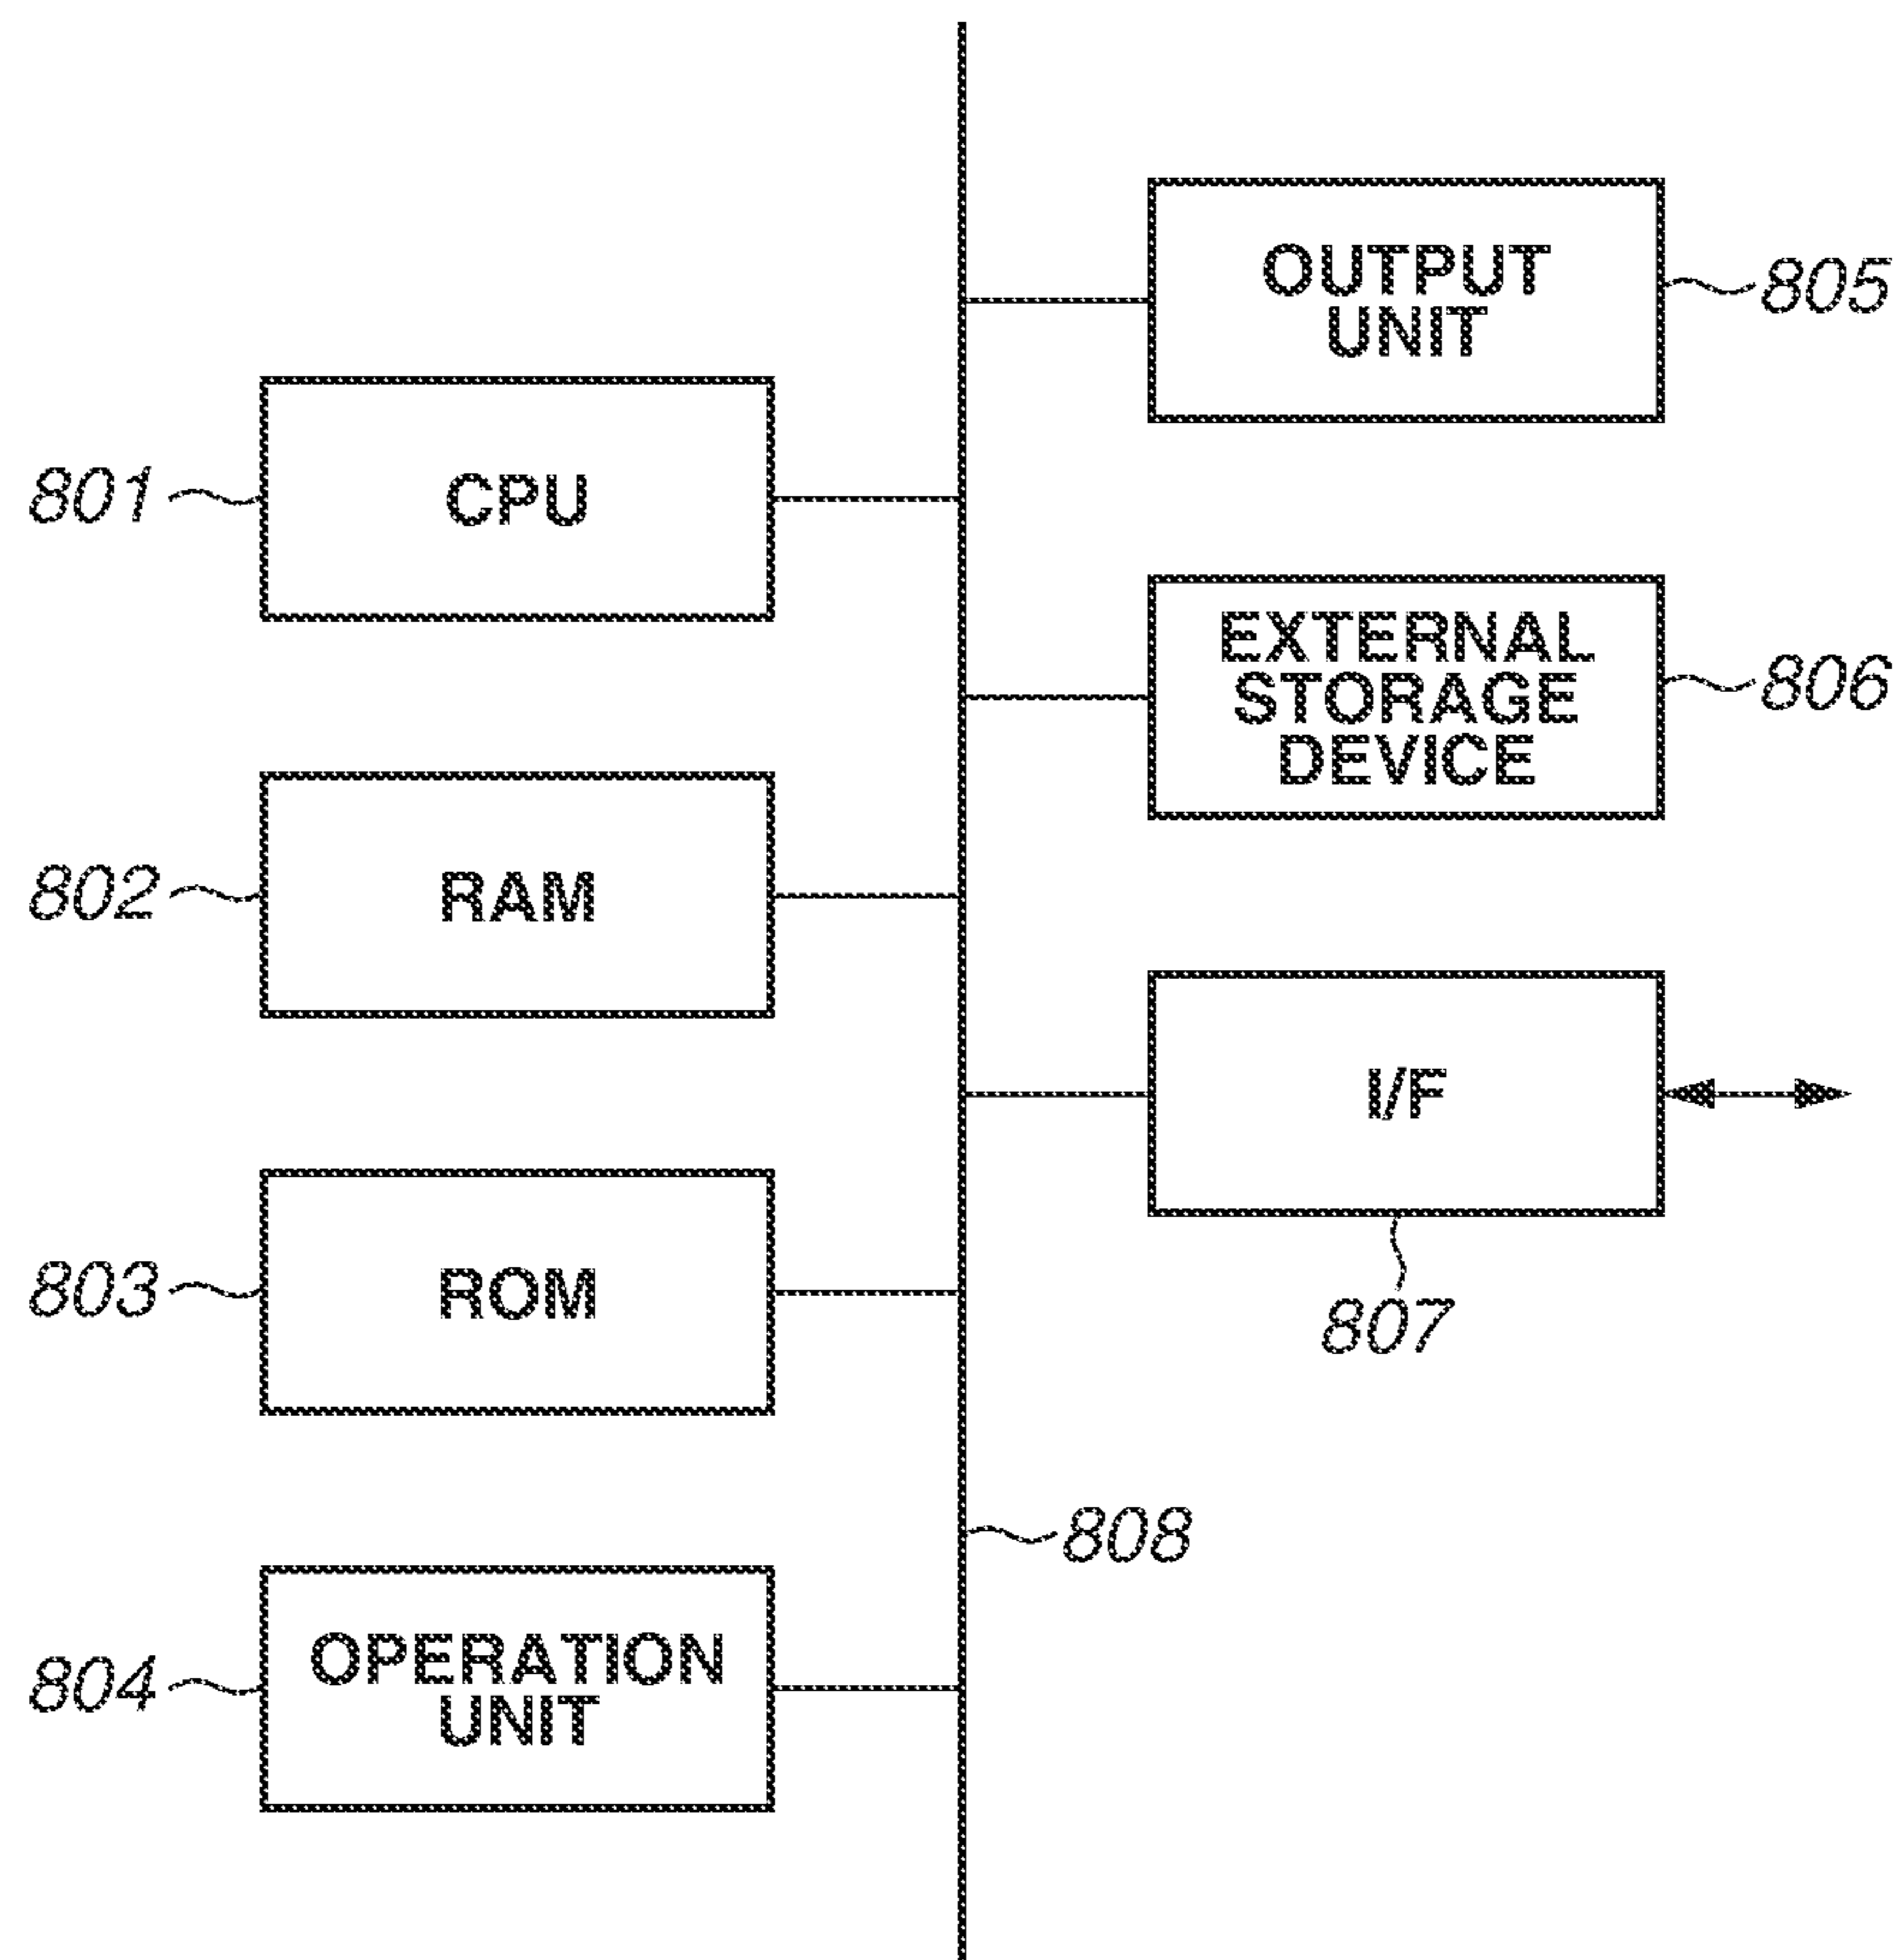 OUTPUT
UNIT
805
801
CPU
EXTERNAL
STORAGE
DEVICE
806
802
RAM
I/F
807
803
ROM
808
804
OPERATION
UNIT